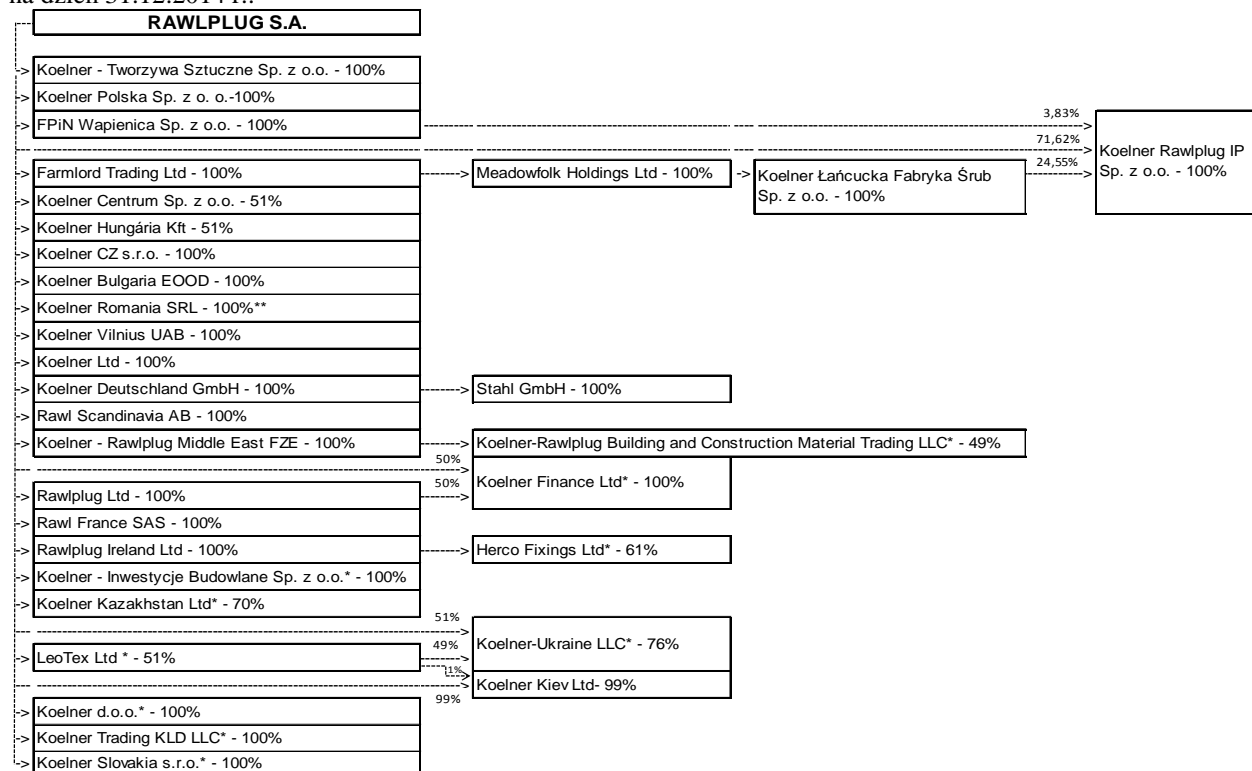 RAWLPLUG S.A.
Koelner - Tworzywa Sztuczne Sp. z o.o. - 100%
Koelner Polska Sp. z o. o.-100%
FPiN Wapienica Sp. z o.o. - 100%
3,83%
71,62%
Koelner Rawlplug IP
Sp. z o.o. - 100%
24,55%
Farmlord Trading Ltd - 100%
Meadowfolk Holdings Ltd - 100%
Koelner Łańcucka Fabryka Śrub
Sp. z o.o. - 100%
Koelner Centrum Sp. z o.o. - 51%
Koelner Hungária Kft - 51%
Koelner CZ s.r.o. - 100%
Koelner Bulgaria EOOD - 100%
Koelner Romania SRL - 100%**
Koelner Vilnius UAB - 100%
Koelner Ltd - 100%
Koelner Deutschland GmbH - 100%
Stahl GmbH - 100%
Rawl Scandinavia AB - 100%
Koelner - Rawlplug Middle East FZE - 100%
Koelner-Rawlplug Building and Construction Material Trading LLC* - 49%
50%
Koelner Finance Ltd* - 100%
50%
Rawlplug Ltd - 100%
Rawl France SAS - 100%
Rawlplug Ireland Ltd - 100%
Herco Fixings Ltd* - 61%
Koelner - Inwestycje Budowlane Sp. z o.o.* - 100%
Koelner Kazakhstan Ltd* - 70%
51%
Koelner-Ukraine LLC* - 76%
49%
LeoTex Ltd * - 51%
1%
Koelner Kiev Ltd- 99%
99%
Koelner d.o.o.* - 100%
Koelner Trading KLD LLC* - 100%
Koelner Slovakia s.r.o.* - 100%